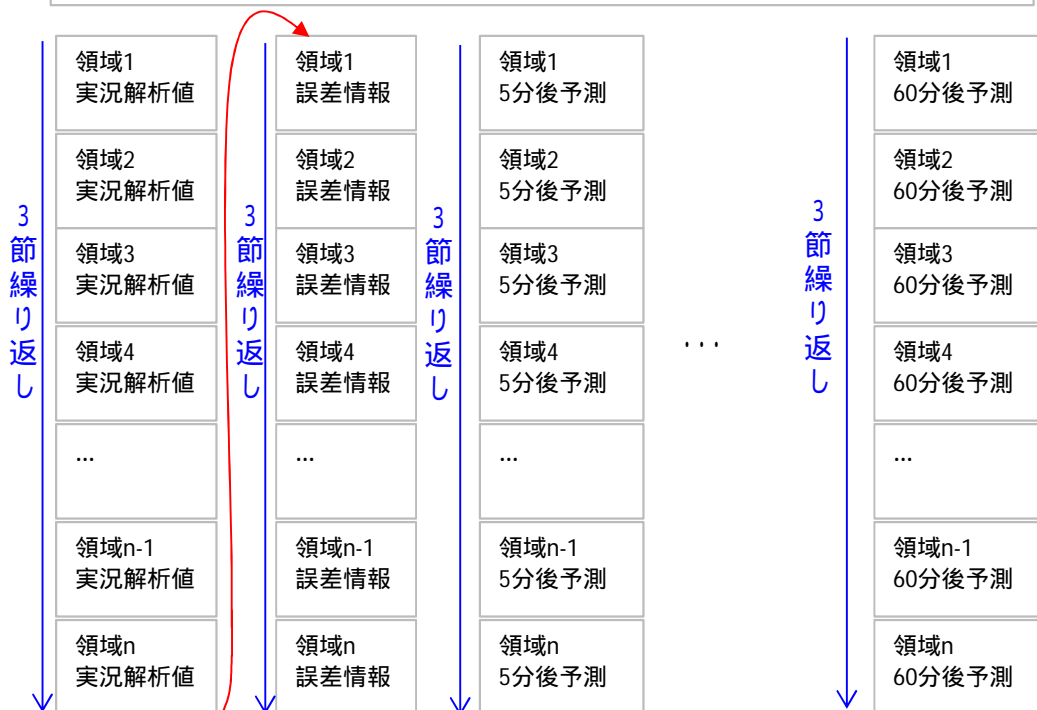 3節繰り返し
領域1
実況解析値
領域2
実況解析値
領域3
実況解析値
領域4
実況解析値
...
領域n-1
実況解析値
領域n
実況解析値
3節繰り返し
領域1
誤差情報
領域2
誤差情報
領域3
誤差情報
領域4
誤差情報
...
領域n-1
誤差情報
領域n
誤差情報
3節繰り返し
領域1
5分後予測
領域2
5分後予測
領域3
5分後予測
領域4
5分後予測
...
領域n-1
5分後予測
領域n
5分後予測
...
3節繰り返し
領域1
60分後予測
領域2
60分後予測
領域3
60分後予測
領域4
60分後予測
...
領域n-1
60分後予測
領域n
60分後予測